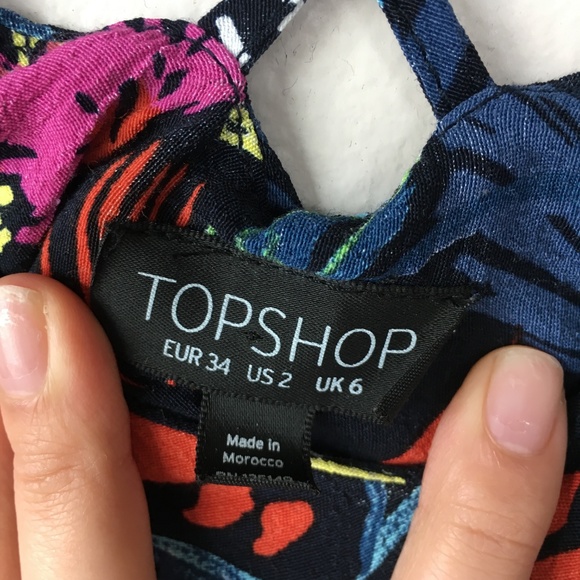 TOPSHOP
EUR 34 US 2 UK 6
Made in
Morocco